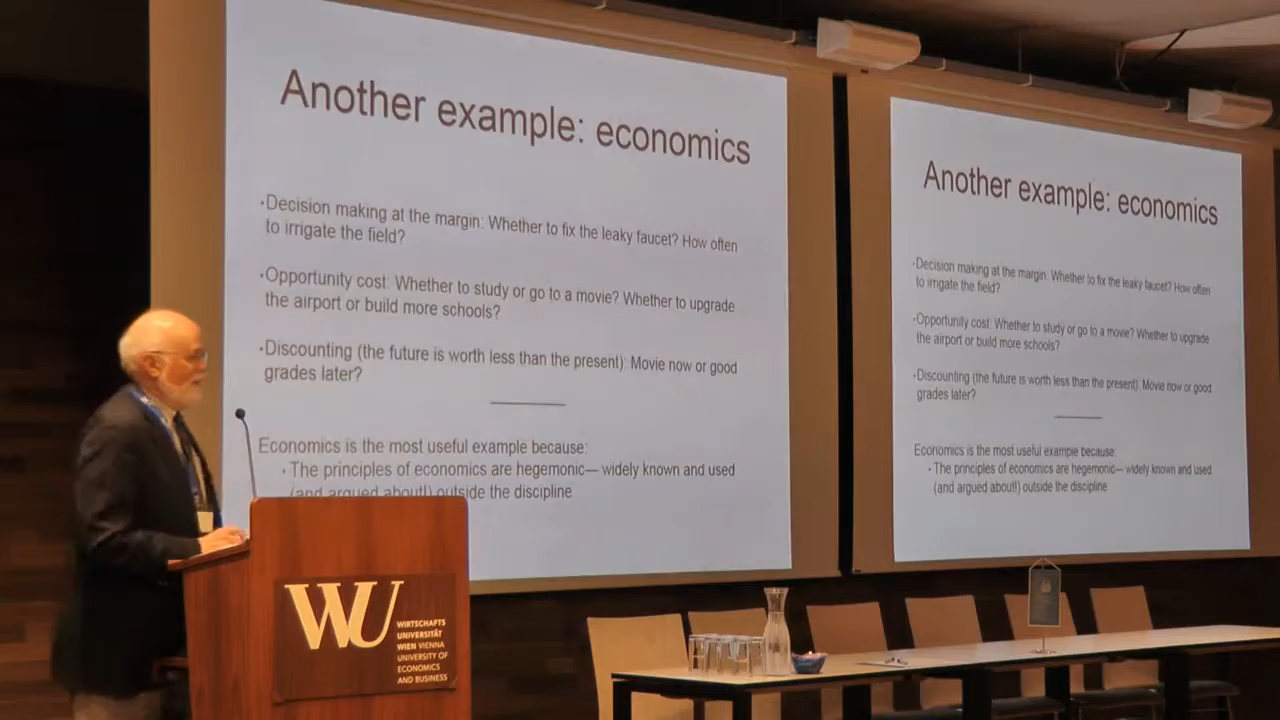 Another example: economics
•Decision making at the margin: Whether to fix the leaky faucet? How often
to irrigate the field?
•Opportunity cost: Whether to study or go to a movie? Whether to upgrade
the airport or build more schools?
•Discounting (the future is worth less than the present): Movie now or good
grades later?
Economics is the most useful example because:
• The principles of economics are hegemonic— widely known and used
(and argued about!) outside the discipline
Another example: economics
•Decision making at the margin: Whether to fix the leaky faucet? How often
to irrigate the field?
•Opportunity cost: Whether to study or go to a movie? Whether to upgrade
the airport or build more schools?
•Discounting (the future is worth less than the present): Movie now or good
grades later?
Economics is the most useful example because:
• The principles of economics are hegemonic— widely known and used
(and argued about!) outside the discipline
WU
WIRTSCHAFTS
UNIVERSITÄT
WIEN VIENNA
UNIVERSITY OF
ECONOMICS
AND BUSINESS